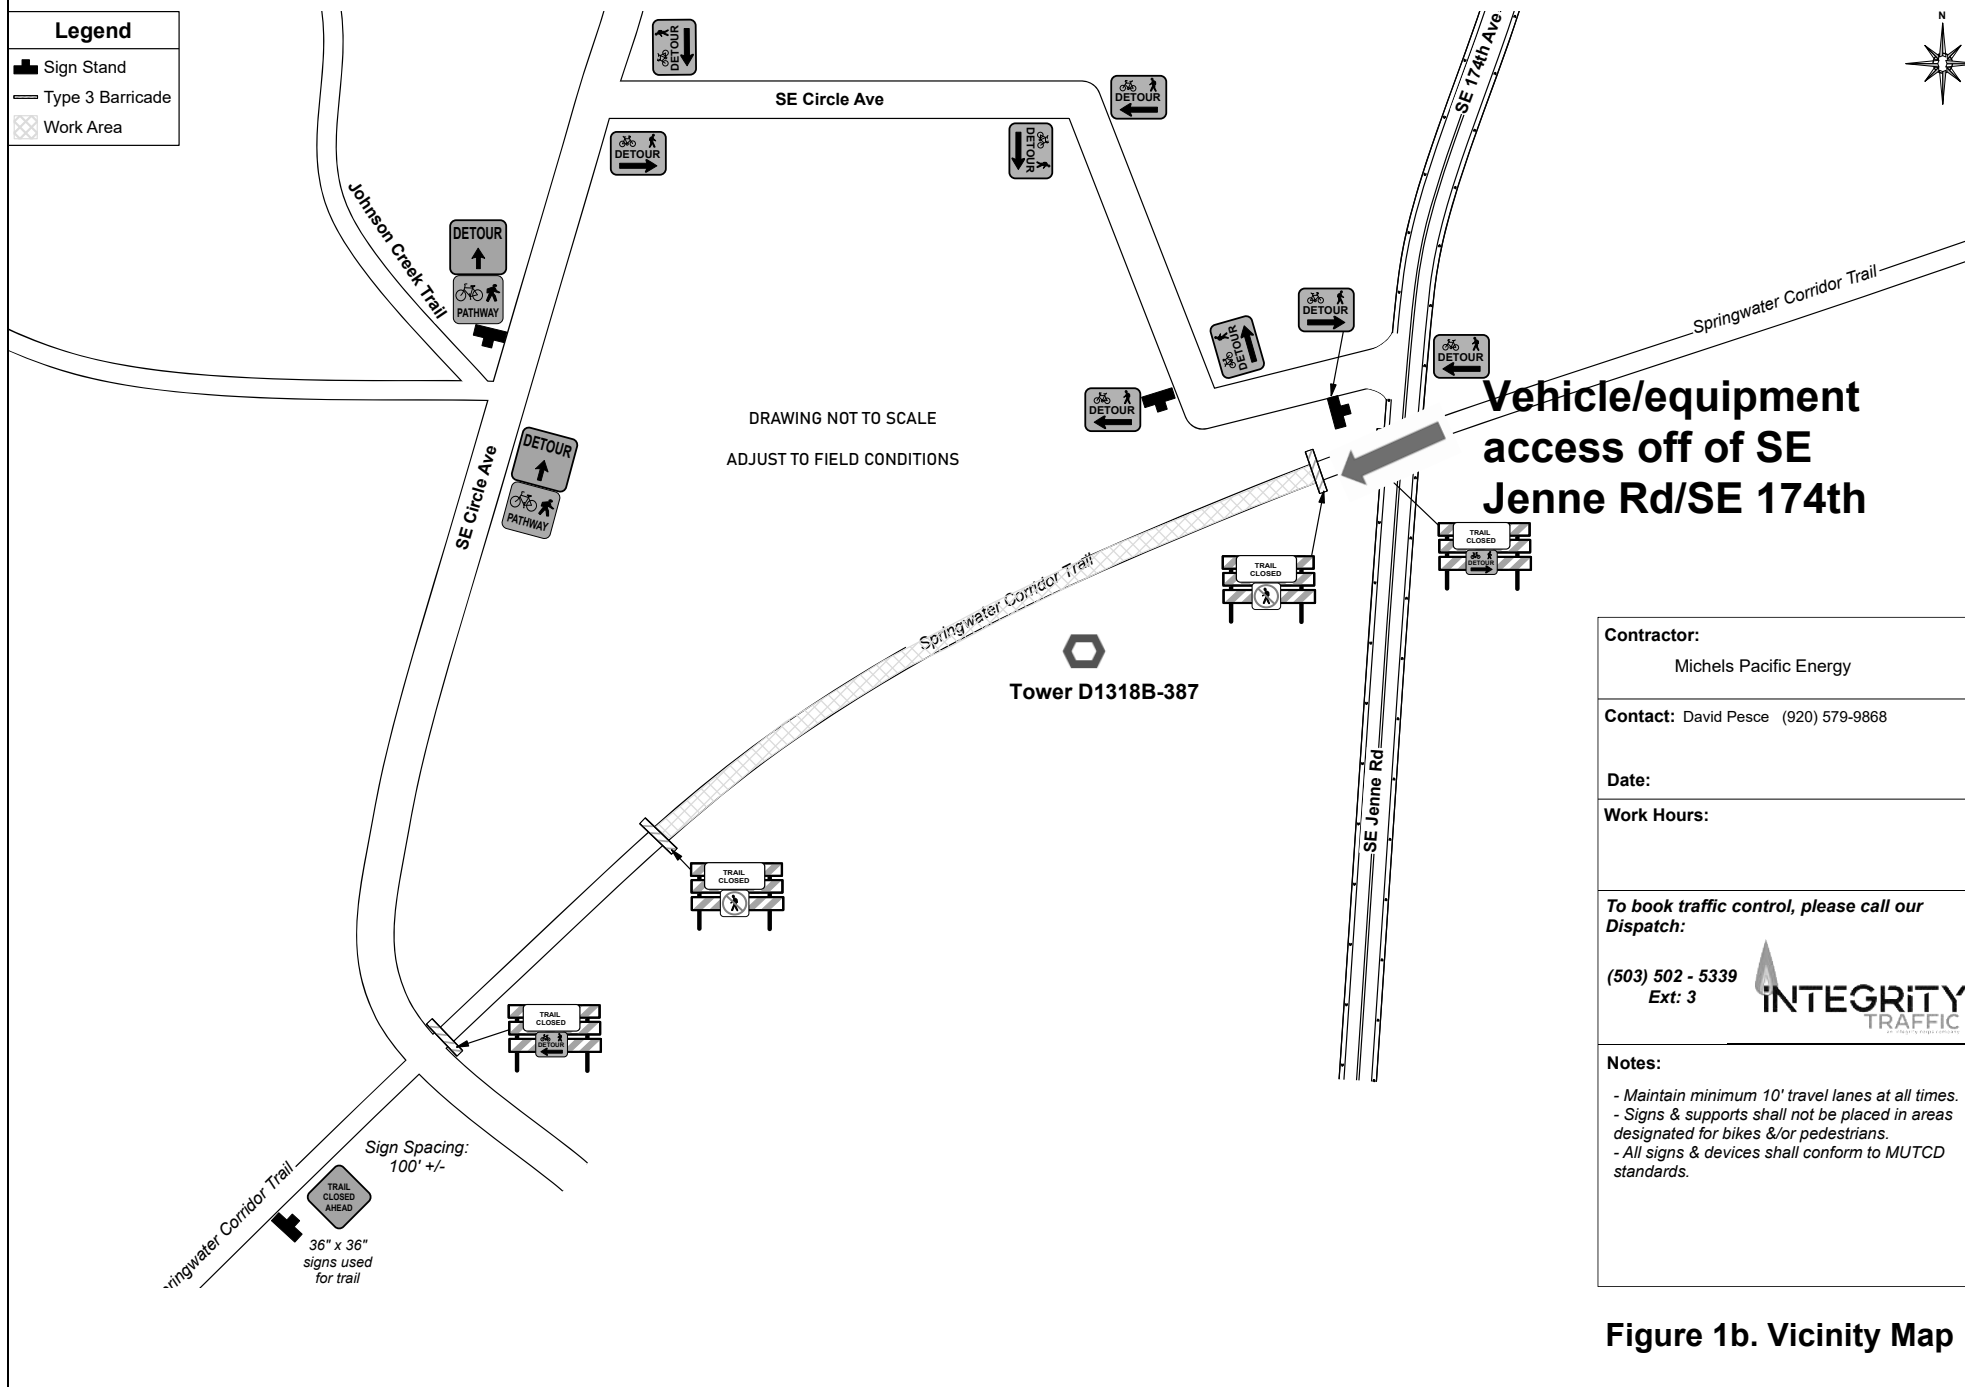 Legend
Sign Stand
Type 3 Barricade
Work Area
N
DETOUR
SE Circle Ave
DETOUR
SE 174th Ave
DETOUR
DETOUR
Johnson Creek Trail
DETOUR
PATHWAY
Springwater Corridor Trail
DETOUR
DETOUR
DETOUR
DETOUR
Vehicle/equipment
access off of SE
Jenne Rd/SE 174th
DRAWING NOT TO SCALE
ADJUST TO FIELD CONDITIONS
SE Circle Ave
DETOUR
PATHWAY
TRAIL
CLOSED
DETOUR
TRAIL
CLOSED
Springwater Corridor Trail
Tower D1318B-387
SE Jenne Rd
TRAIL
CLOSED
TRAIL
CLOSED
DETOUR
Sign Spacing:
100' +/-
ringwater Corridor Trail
TRAIL
CLOSED
AHEAD
36" x 36"
signs used
for trail
Contractor:
Michels Pacific Energy
Contact: David Pesce (920) 579-9868
Date:
Work Hours:
To book traffic control, please call our
Dispatch:
(503) 502 - 5339
Ext: 3
INTEGRITY
TRAFFIC
Notes:
- Maintain minimum 10' travel lanes at all times.
- Signs & supports shall not be placed in areas
designated for bikes &/or pedestrians.
- All signs & devices shall conform to MUTCD
standards.
Figure 1b. Vicinity Map